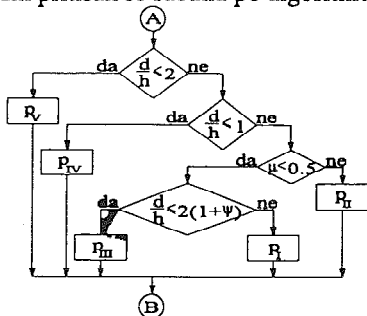 A
da d/h<2 ne
p_V
da d/h<1 ne
p_IV
da μ<0.5 ne
da d/h<2(1+Ψ) ne
p_II
p_III
p_I
B